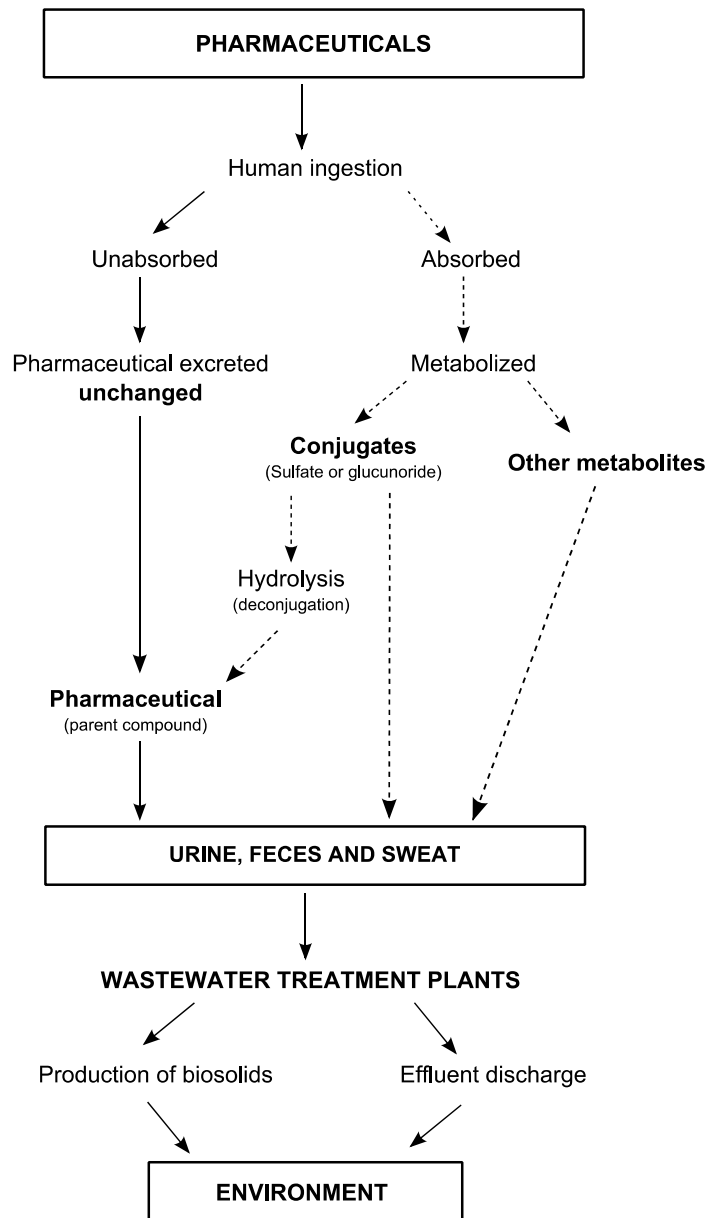 PHARMACEUTICALS
Human ingestion
Unabsorbed
Absorbed
Pharmaceutical excreted
unchanged
Metabolized
Conjugates
(Sulfate or glucunoride)
Other metabolites
Hydrolysis
(deconjugation)
Pharmaceutical
(parent compound)
URINE, FECES AND SWEAT
WASTEWATER TREATMENT PLANTS
Production of biosolids
Effluent discharge
ENVIRONMENT